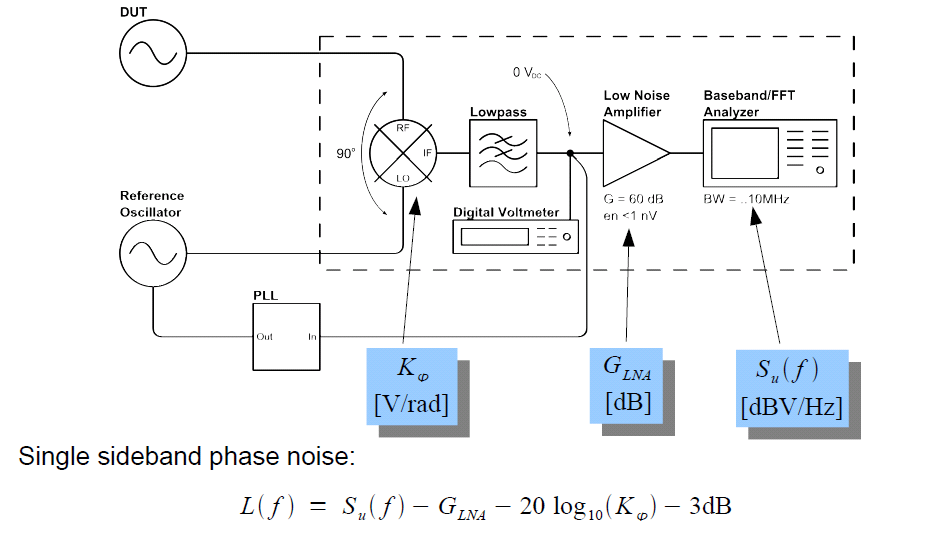 DUT
0 V_DC
Low Noise
Amplifier
Baseband/FFT
Analyzer
Lowpass
RF
90°
IF
LO
Reference
Oscillator
Digital Voltmeter
G = 60 dB
en <1 nV
BW = ..10MHz
PLL
Out
In
K_φ
[V/rad]
G_LNA
[dB]
S_u(f)
[dBV/Hz]
Single sideband phase noise:
L(f) = S_u(f) − G_LNA − 20 log_10(K_φ) − 3dB